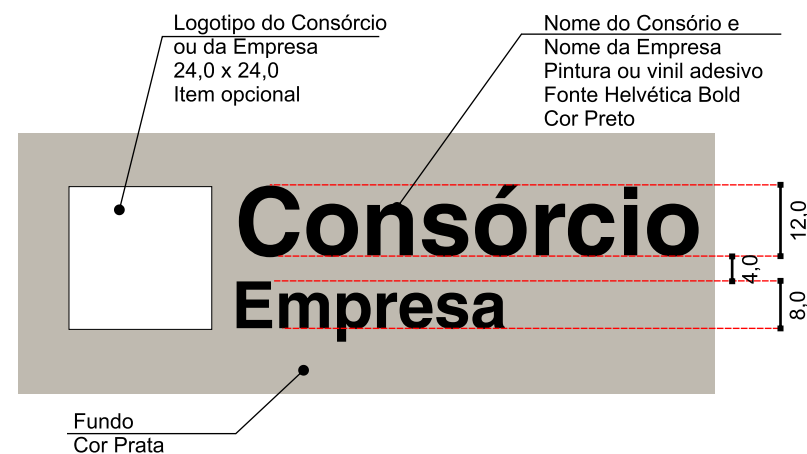 Logotipo do Consórcio
ou da Empresa
24,0 x 24,0
Item opcional
Nome do Consório e
Nome da Empresa
Pintura ou vinil adesivo
Fonte Helvética Bold
Cor Preto
Consórcio
Empresa
12,0
4,0
8,0
Fundo
Cor Prata